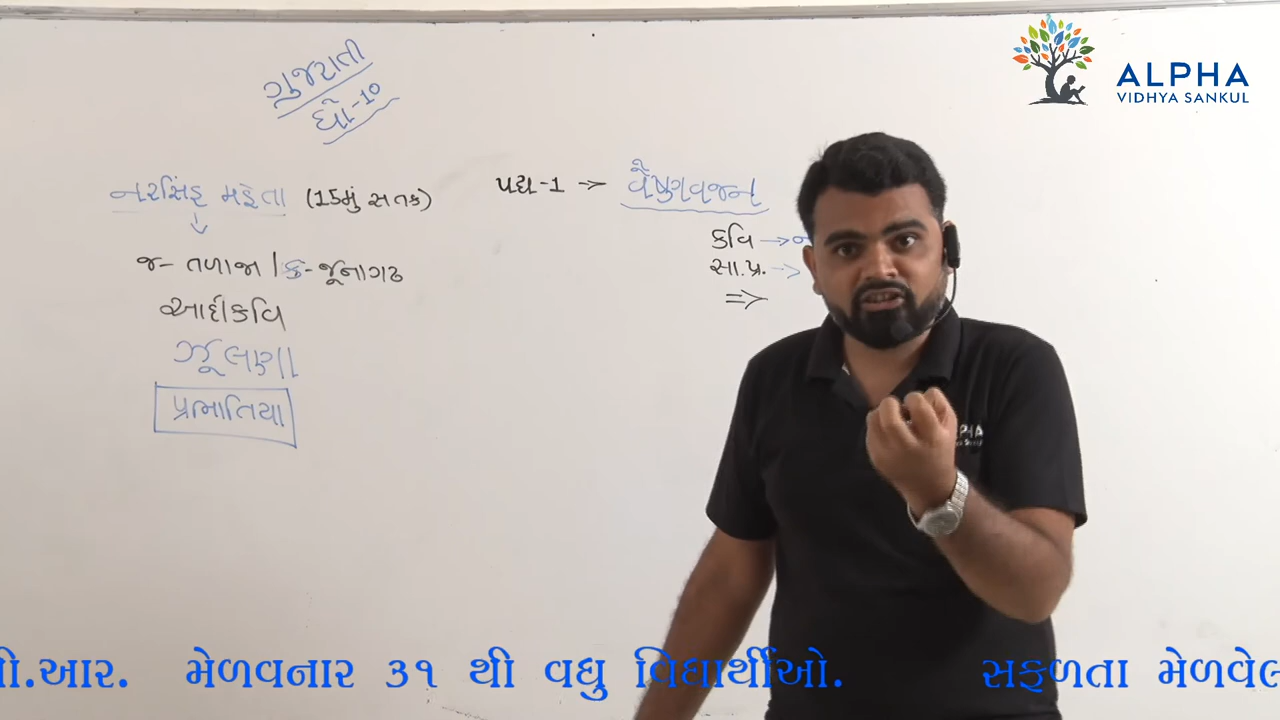 ગુજરાતી
ધો-૧૦
નરસિંહ મહેતા (15મું સતક)
જ- તળાજા / ક-જૂનાગઢ
આદીકવિ
ઝૂલણા
પ્રભાતિયા
પદ્ય-1 → વૈષ્ણવજન
કવિ →
સા.પ્ર. →
⇒
ALPHA
VIDHYA SANKUL
.આર. મેળવનાર ૩૧ થી વધુ વિદ્યાર્થીઓ. સફળતા મેળવેલ